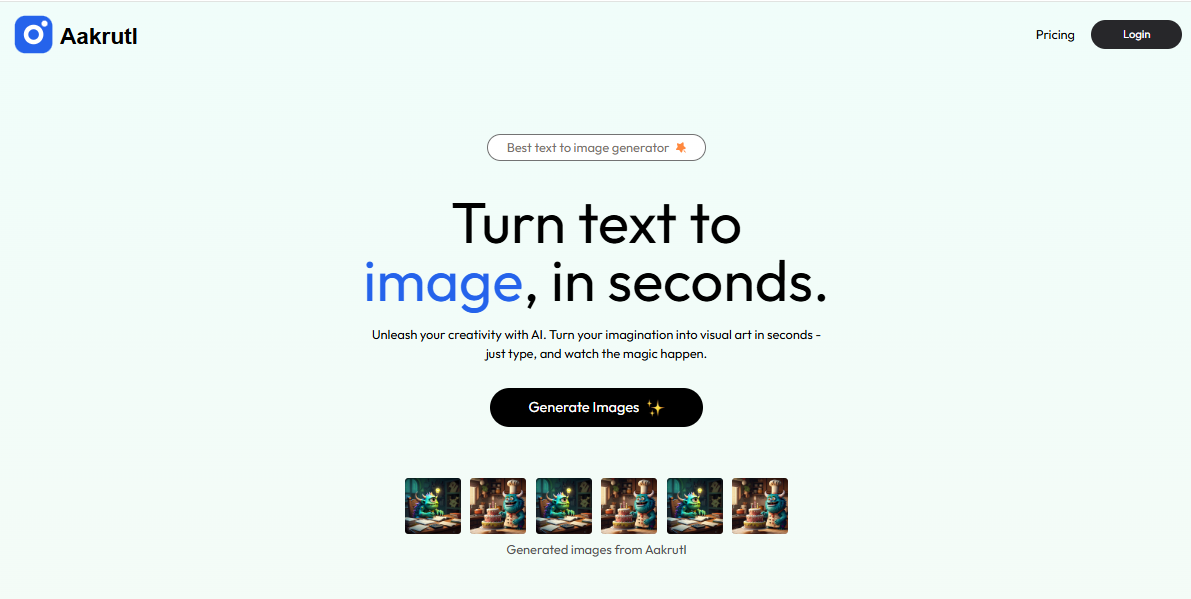 Aakrutl
Pricing
Login
Best text to image generator
Turn text to
image, in seconds.
Unleash your creativity with AI. Turn your imagination into visual art in seconds -
just type, and watch the magic happen.
Generate Images
Generated images from Aakrutl